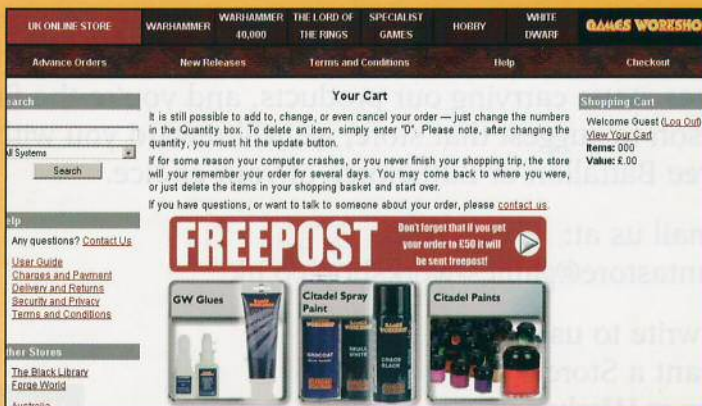 UK ONLINE STORE
WARHAMMER
WARHAMMER 40,000
THE LORD OF THE RINGS
SPECIALIST GAMES
HOBBY
WHITE DWARF
GAMES WORKSHO
Advance Orders
New Releases
Terms and Conditions
Help
Checkout
earch
All Systems
Search
elp
Any questions? Contact Us
User Guide
Charges and Payment
Delivery and Returns
Security and Privacy
Terms and Conditions
ther Stores
The Black Library
Forge World
Australia
Your Cart
It is still possible to add to, change, or even cancel your order — just change the numbers
in the Quantity box. To delete an item, simply enter "0". Please note, after changing the
quantity, you must hit the update button.
If for some reason your computer crashes, or you never finish your shopping trip, the store
will your remember your order for several days. You may come back to where you were,
or just delete the items in your shopping basket and start over.
If you have questions, or want to talk to someone about your order, please contact us.
FREEPOST
Don't forget that if you get
your order to £50 it will
be sent freepost!
GW Glues
Citadel Spray
Paint
GAMES WORKSHOP
SKULL WHITE
CHAOS BLACK
Citadel Paints
Shopping Cart
Welcome Guest (Log Out)
View Your Cart
Items: 000
Value: £.00